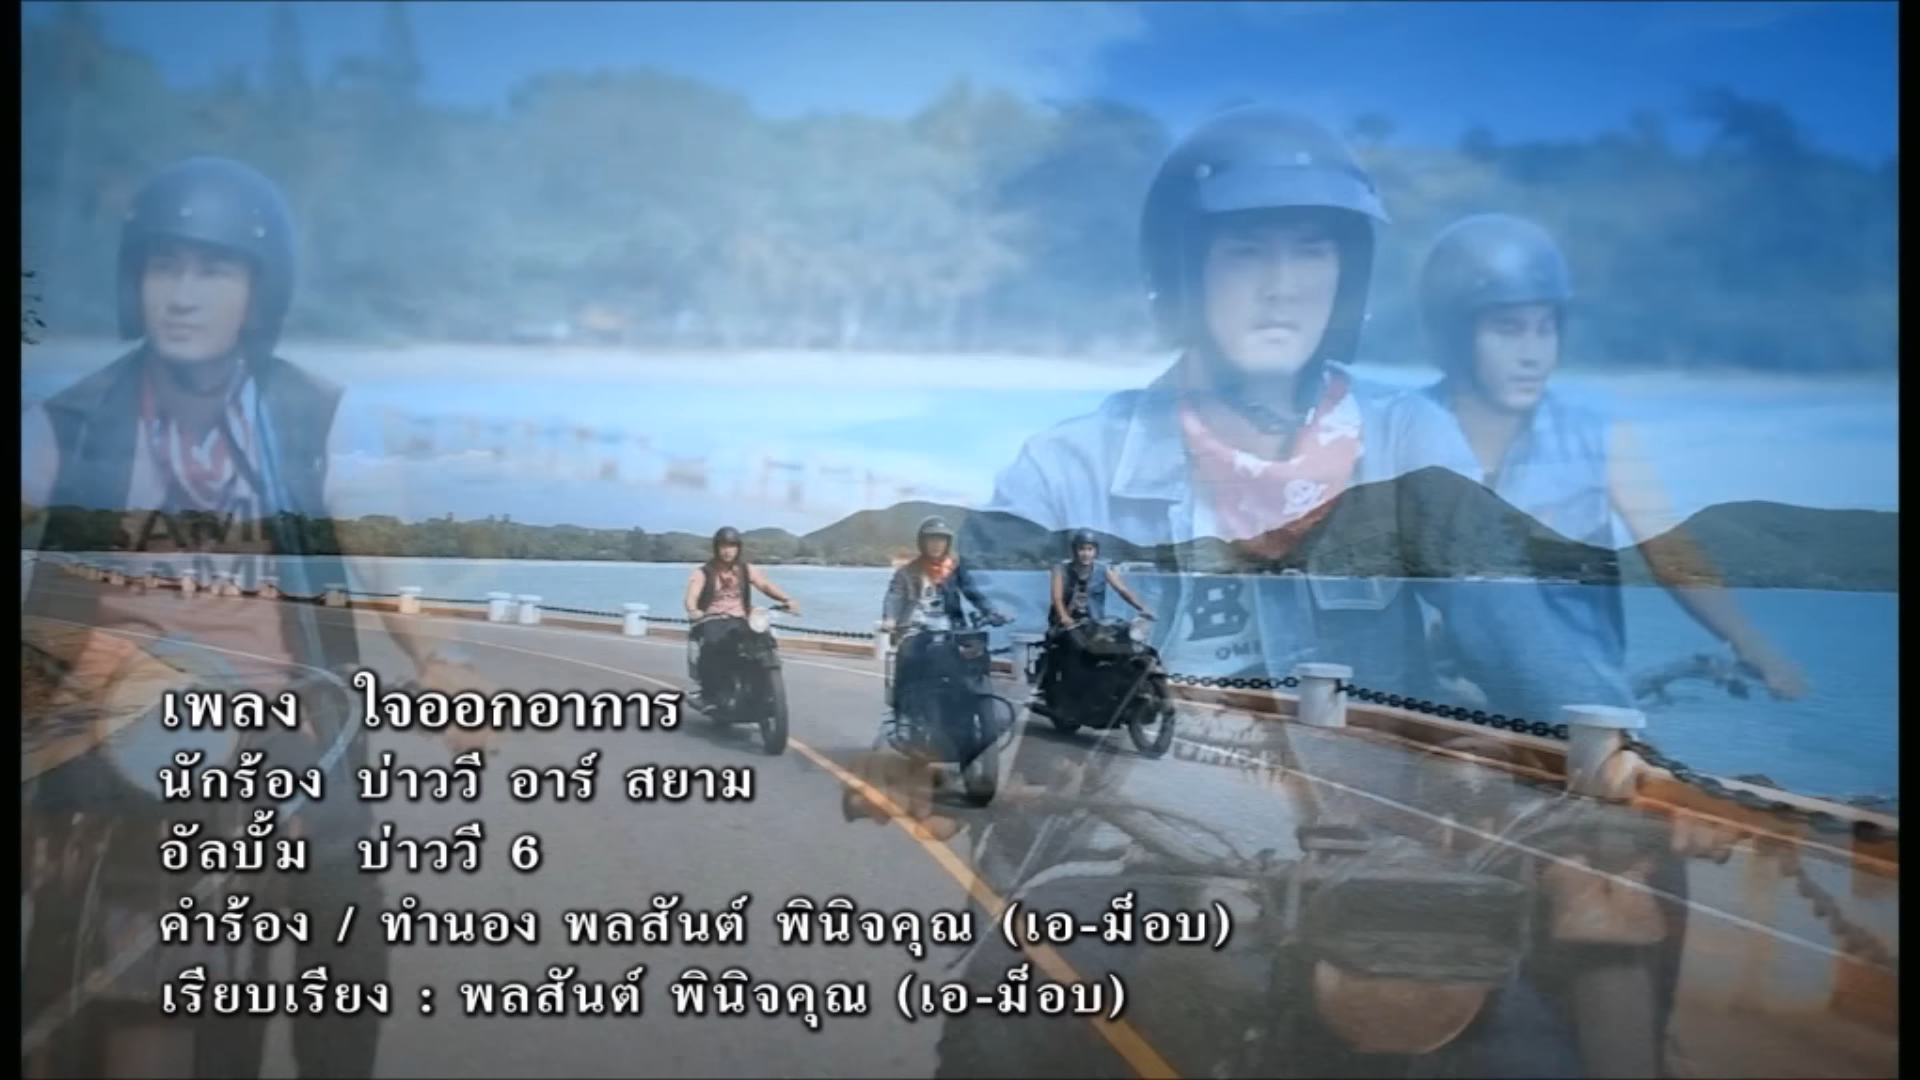 เพลง ใจออกอาการ
นักร้อง บ่าววี อาร์ สยาม
อัลบั้ม บ่าววี 6
คำร้อง / ทำนอง พลสันต์ พินิจคุณ (เอ-ม็อบ)
เรียบเรียง : พลสันต์ พินิจคุณ (เอ-ม็อบ)